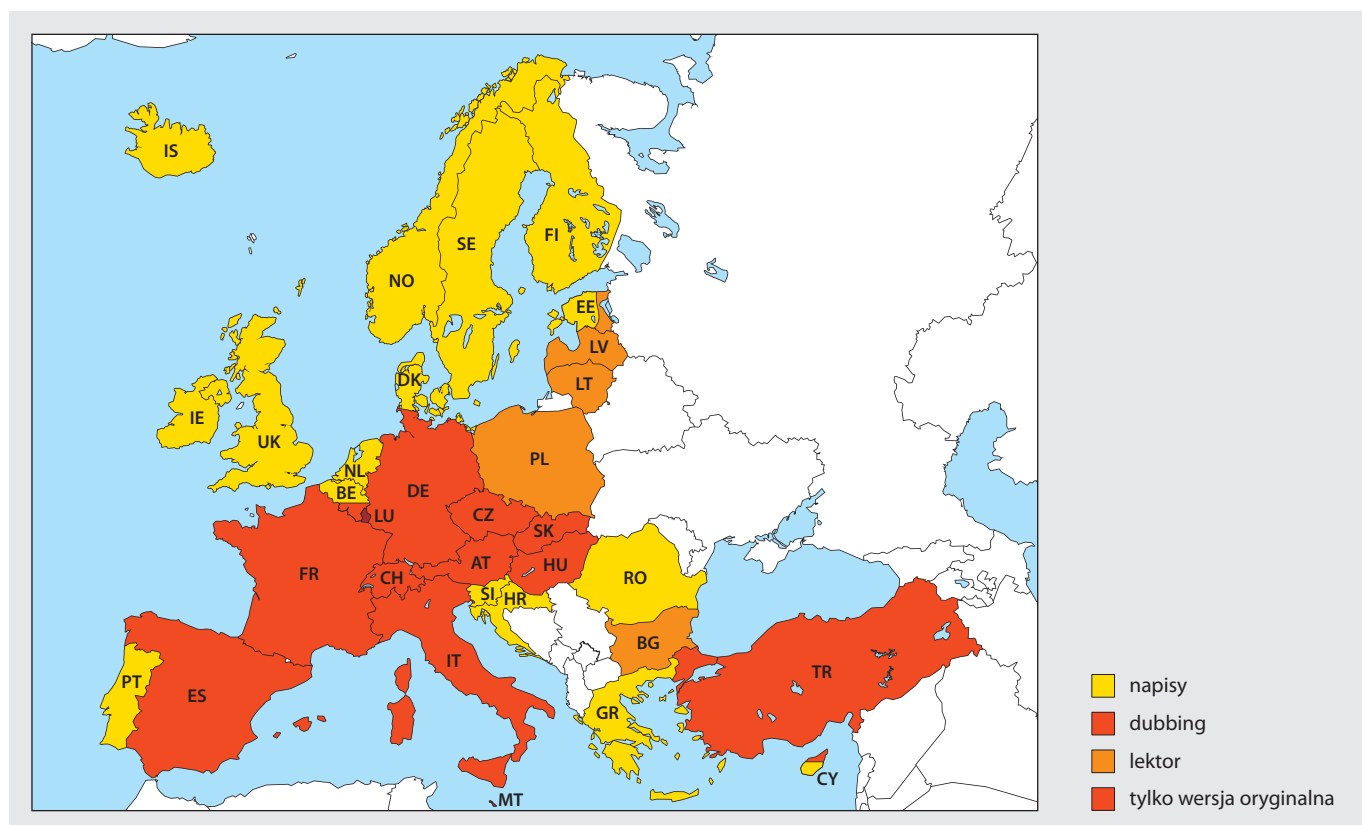 IS
FI
SE
NO
EE
LV
DK
LT
IE
UK
PL
NL
DE
BE
CZ
LU
SK
AT
HU
FR
CH
RO
SI
HR
BG
IT
TR
PT
ES
GR
CY
MT
napisy
dubbing
lektor
tylko wersja oryginalna